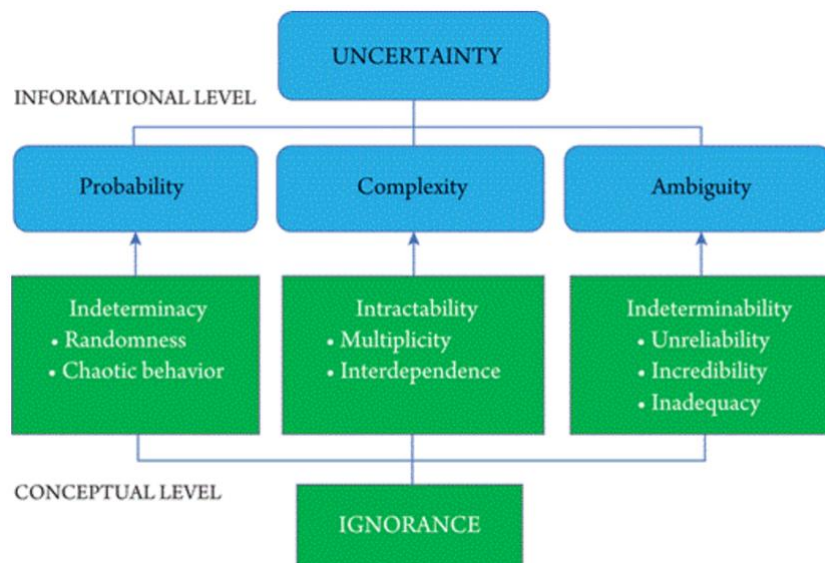 UNCERTAINTY
INFORMATIONAL LEVEL
Probability
Complexity
Ambiguity
Indeterminacy
• Randomness
• Chaotic behavior
Intractability
• Multiplicity
• Interdependence
Indeterminability
• Unreliability
• Incredibility
• Inadequacy
CONCEPTUAL LEVEL
IGNORANCE